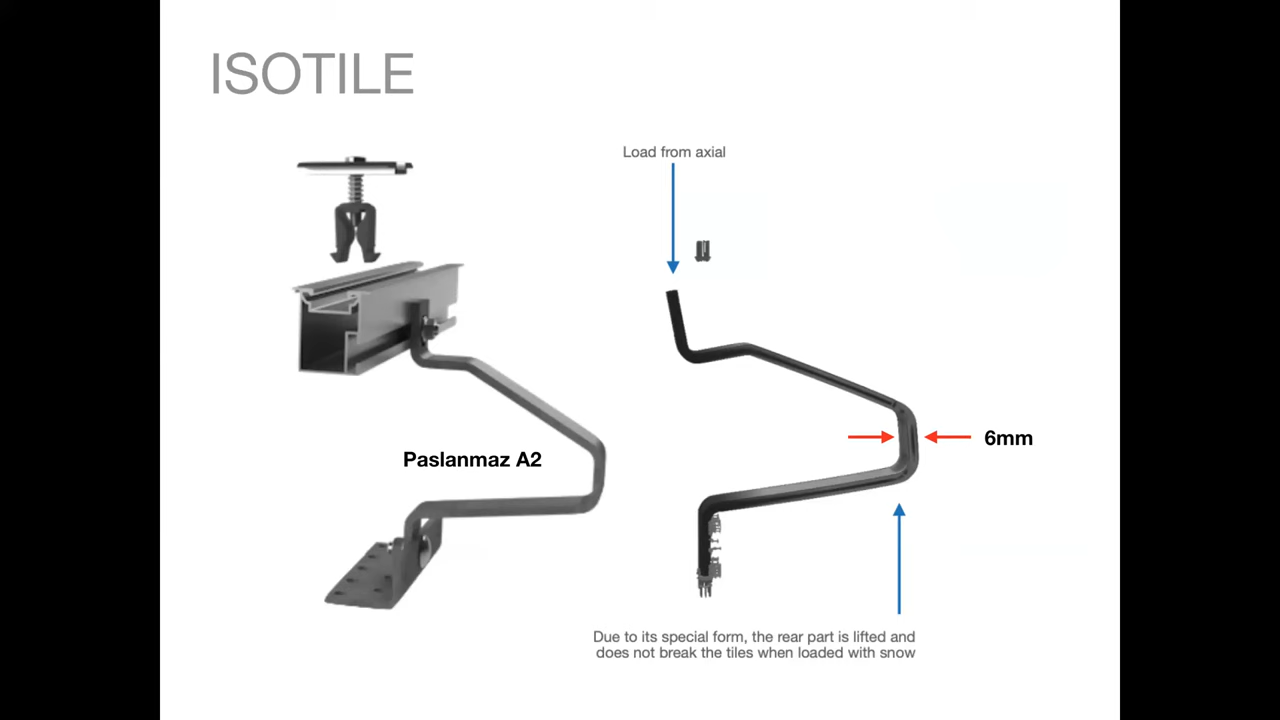 ISOTILE
Load from axial
6mm
Paslanmaz A2
Due to its special form, the rear part is lifted and
does not break the tiles when loaded with snow